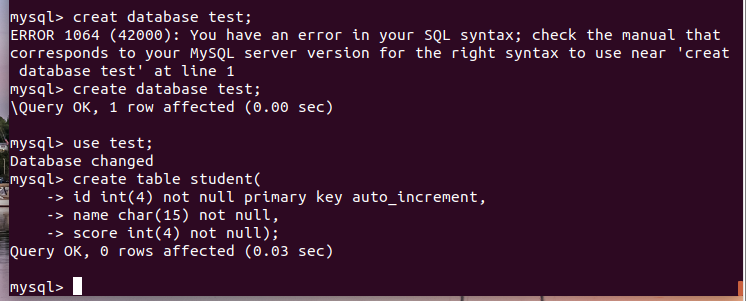 mysql> creat database test;
ERROR 1064 (42000): You have an error in your SQL syntax; check the manual that
corresponds to your MySQL server version for the right syntax to use near 'creat
 database test' at line 1
mysql> create database test;
\Query OK, 1 row affected (0.00 sec)
mysql> use test;
Database changed
mysql> create table student(
    -> id int(4) not null primary key auto_increment,
    -> name char(15) not null,
    -> score int(4) not null);
Query OK, 0 rows affected (0.03 sec)
mysql>